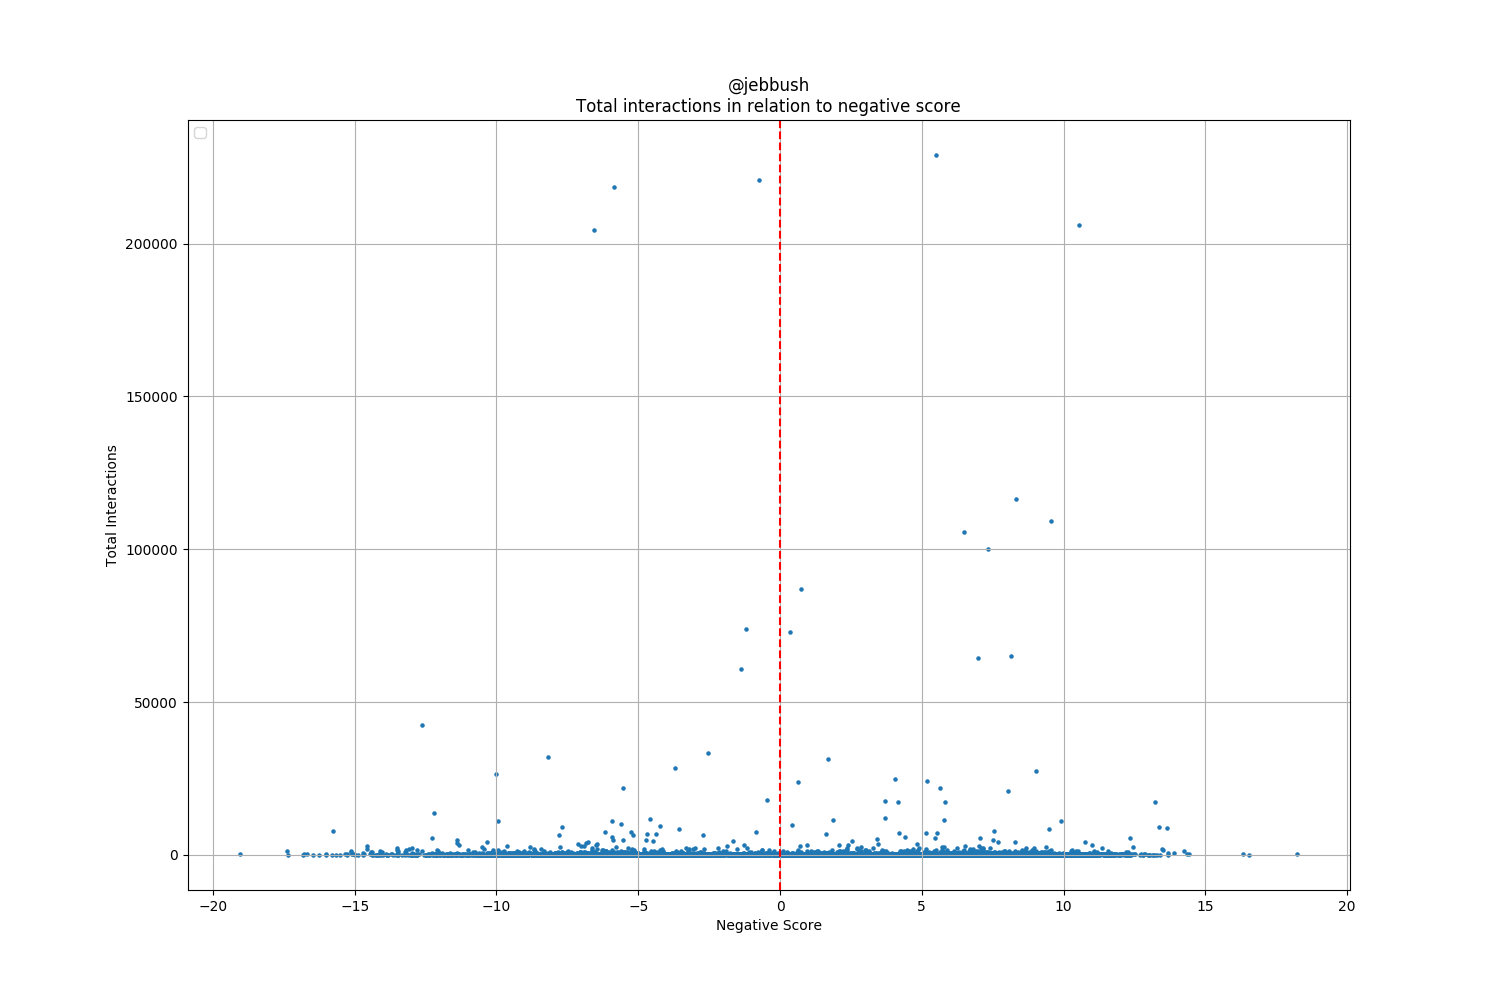 @jebbush
Total interactions in relation to negative score
200000
150000
100000
50000
0
Total Interactions
−20 −15 −10 −5 0 5 10 15 20
Negative Score